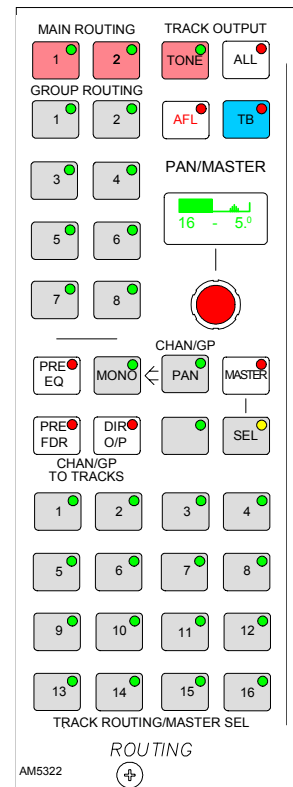 MAIN ROUTING TRACK OUTPUT
1 2 TONE ALL
GROUP ROUTING
1 2 AFL TB
3 4 PAN/MASTER
16 - 5.0
5 6
7 8
CHAN/GP
PRE EQ MONO PAN MASTER
PRE FDR DIR O/P SEL
CHAN/GP
TO TRACKS
1 2 3 4
5 6 7 8
9 10 11 12
13 14 15 16
TRACK ROUTING/MASTER SEL
ROUTING
AM5322